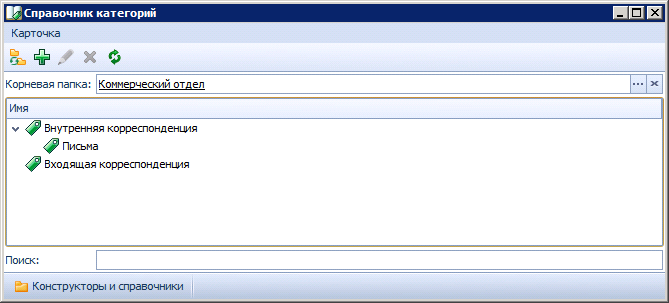 Справочник категорий
Карточка
Корневая папка: Коммерческий отдел ...
Имя
Внутренняя корреспонденция
Письма
Входящая корреспонденция
Поиск:
Конструкторы и справочники